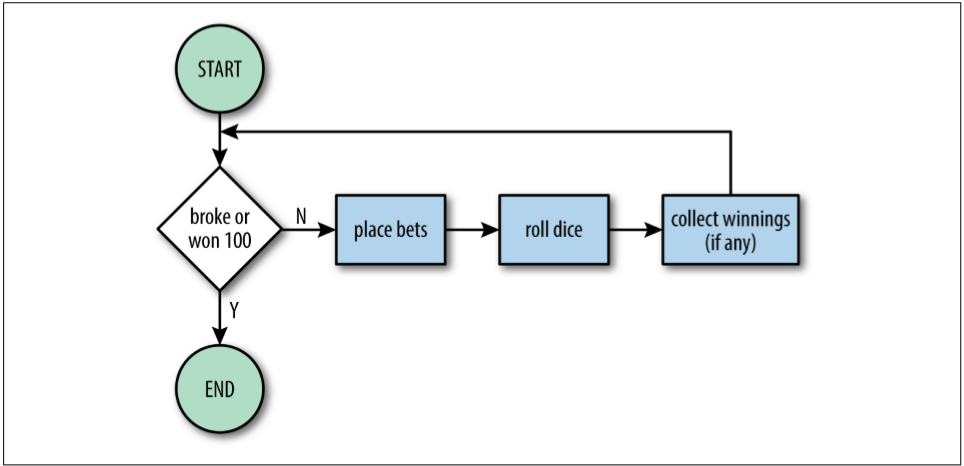 START
broke or
won 100
N
place bets
roll dice
collect winnings
(if any)
Y
END